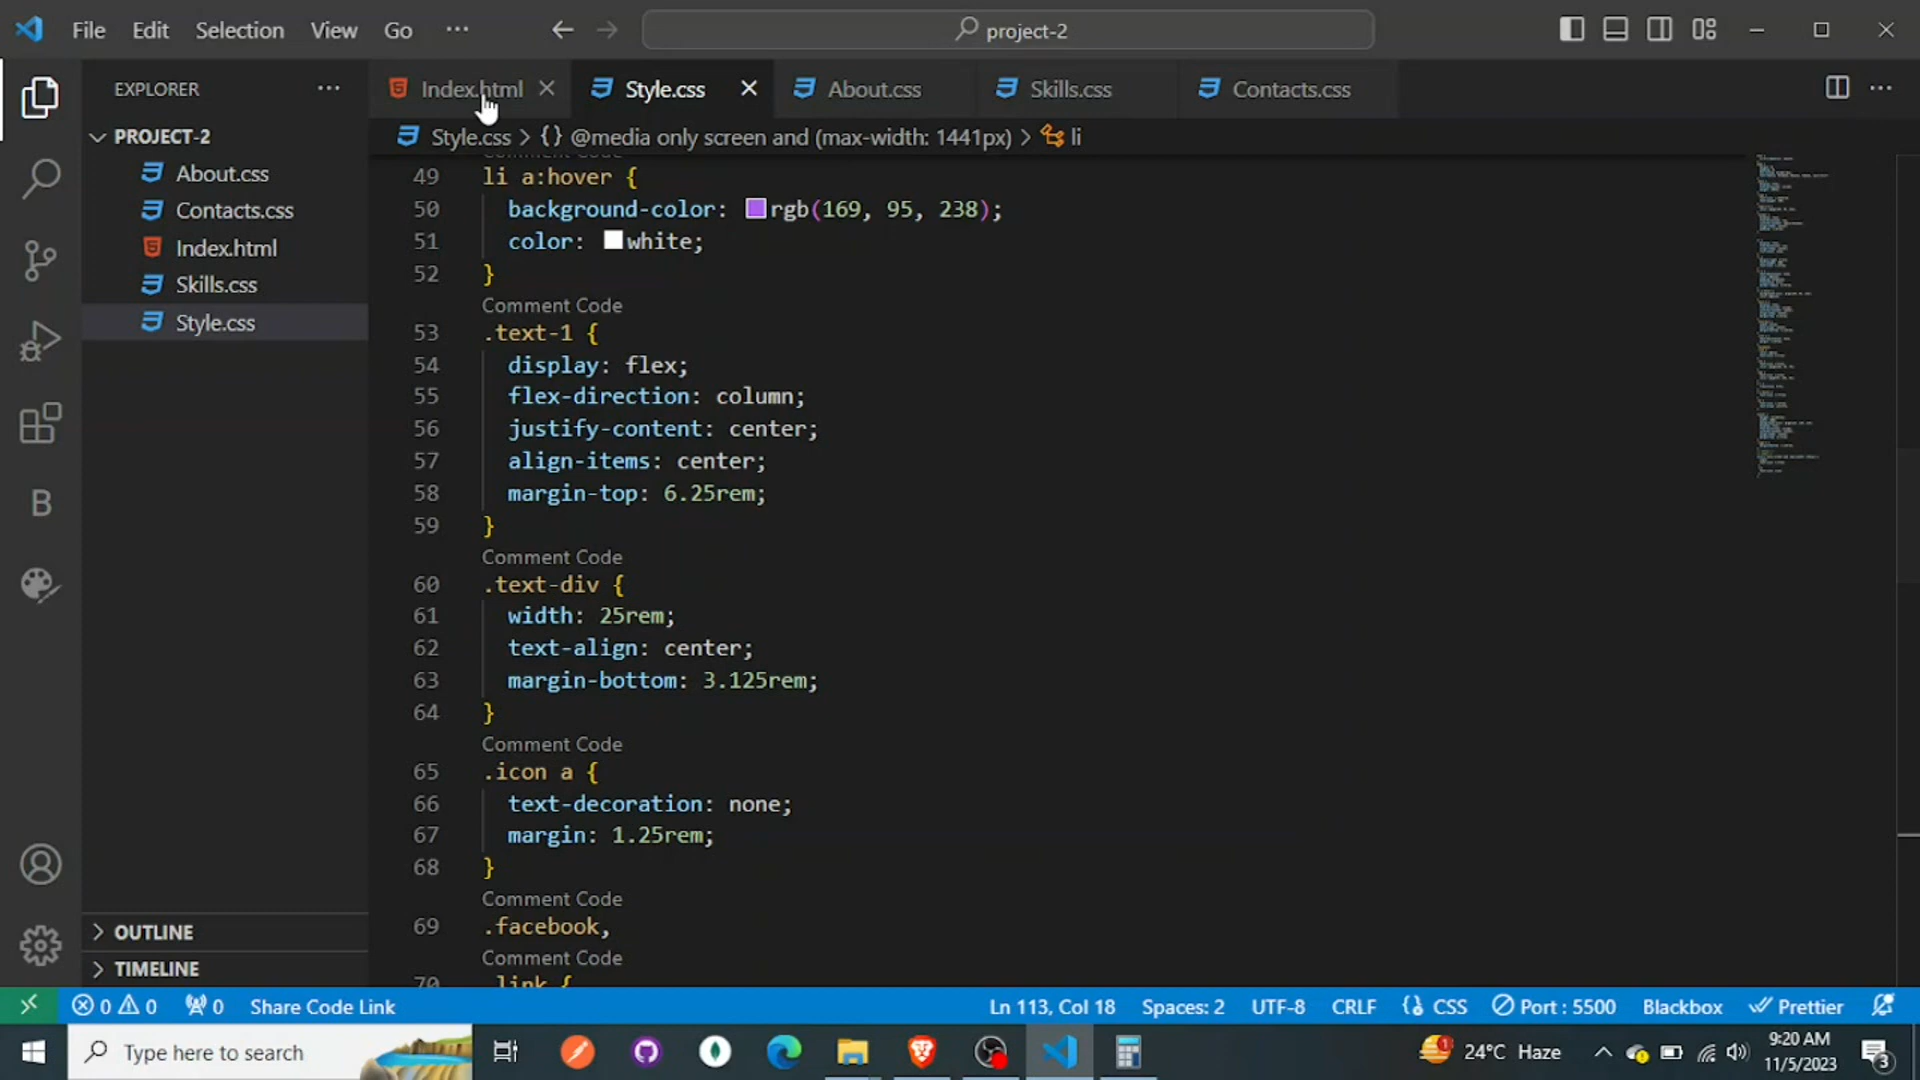 File Edit Selection View Go ··· project-2
EXPLORER ···
Index.html Style.css About.css Skills.css Contacts.css ···
PROJECT-2
About.css
Contacts.css
Index.html
Skills.css
Style.css
Style.css > {} @media only screen and (max-width: 1441px) > li
49 li a:hover {
50 background-color: rgb(169, 95, 238);
51 color: white;
52 }
Comment Code
53 .text-1 {
54 display: flex;
55 flex-direction: column;
56 justify-content: center;
57 align-items: center;
58 margin-top: 6.25rem;
59 }
Comment Code
60 .text-div {
61 width: 25rem;
62 text-align: center;
63 margin-bottom: 3.125rem;
64 }
Comment Code
65 .icon a {
66 text-decoration: none;
67 margin: 1.25rem;
68 }
Comment Code
69 .facebook,
Comment Code
70 .link {
OUTLINE
TIMELINE
0 0 0 Share Code Link Ln 113, Col 18 Spaces: 2 UTF-8 CRLF {} CSS Port : 5500 Blackbox Prettier
Type here to search 1 24°C Haze 9:20 AM
11/5/2023 3